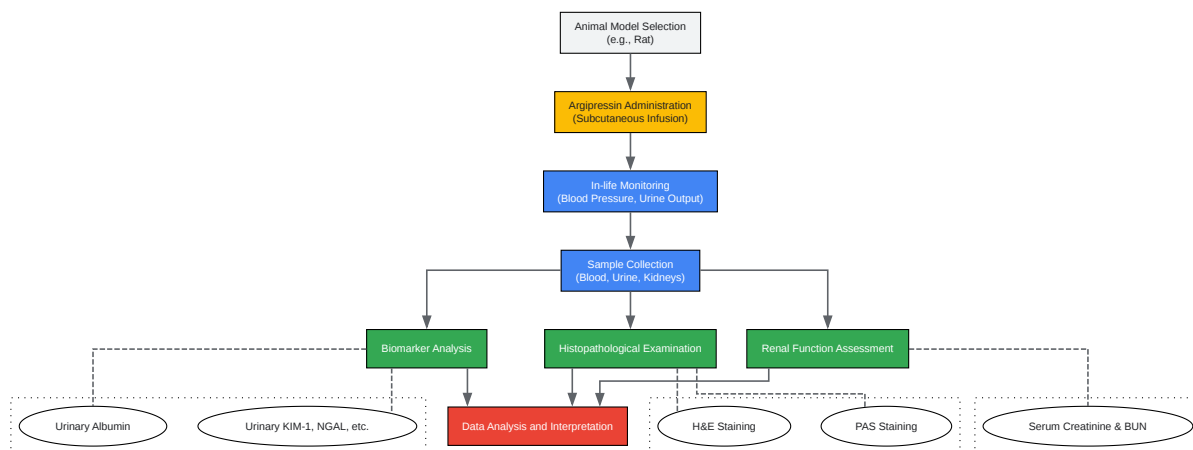 Animal Model Selection
(e.g., Rat)
Argipressin Administration
(Subcutaneous Infusion)
In-life Monitoring
(Blood Pressure, Urine Output)
Sample Collection
(Blood, Urine, Kidneys)
Biomarker Analysis
Histopathological Examination
Renal Function Assessment
Urinary Albumin
Urinary KIM-1, NGAL, etc.
Data Analysis and Interpretation
H&E Staining
PAS Staining
Serum Creatinine & BUN